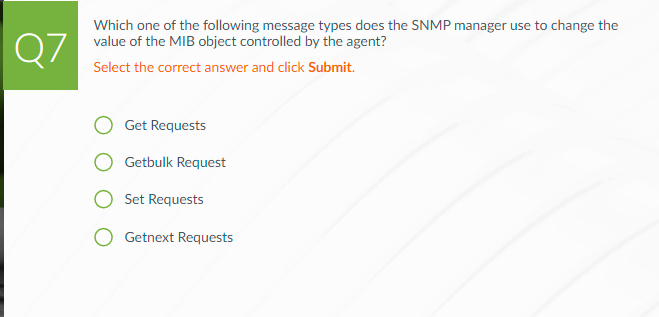 Q7
Which one of the following message types does the SNMP manager use to change the
value of the MIB object controlled by the agent?
Select the correct answer and click Submit.
Get Requests
Getbulk Request
Set Requests
Getnext Requests